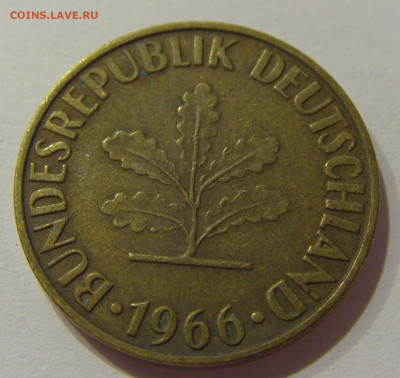 COINS.LAVE.RU
BUNDESREPUBLIK DEUTSCHLAND
·1966·